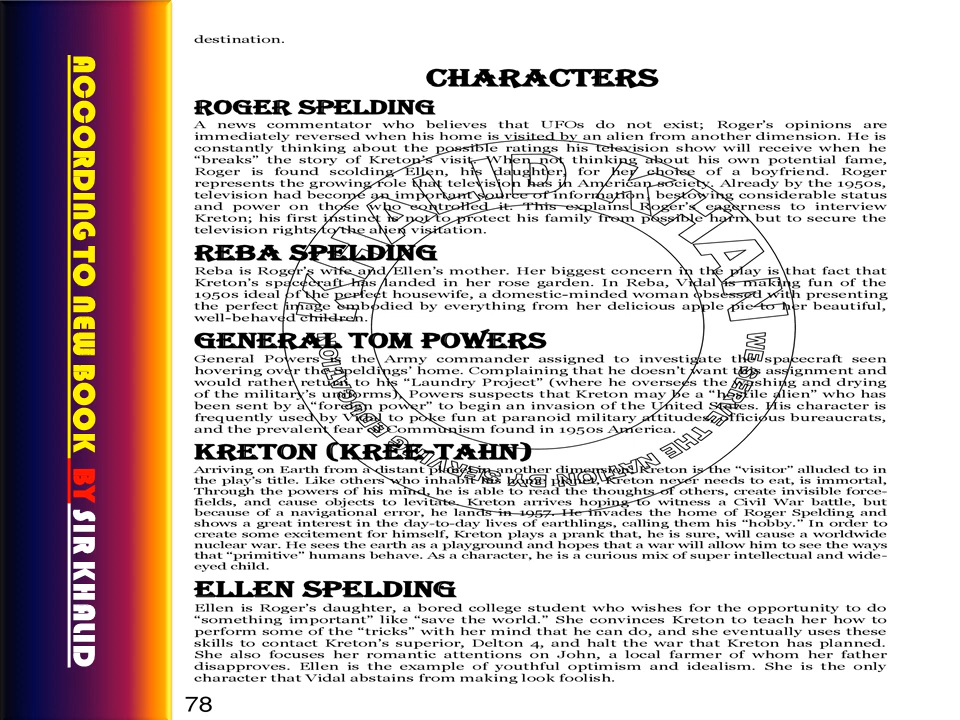 ACCORDING TO NEW BOOK BY SIR KHALID
destination.
CHARACTERS
ROGER SPELDING
A news commentator who believes that UFOs do not exist; Roger's opinions are
immediately reversed when his home is visited by an alien from another dimension. He is
constantly thinking about the possible ratings his television show will receive when he
“breaks” the story of Kreton's visit. When not thinking about his own potential fame,
Roger is found scolding Ellen, his daughter, for her choice of a boyfriend. Roger
represents the growing role that television has in American society. Already by the 1950s,
television had become an important source of information, bestowing considerable status
and power on those who controlled it. This explains Roger's eagerness to interview
Kreton; his first instinct is not to protect his family from possible harm but to secure the
television rights to the alien visitation.
REBA SPELDING
Reba is Roger's wife and Ellen's mother. Her biggest concern in the play is that fact that
Kreton's spacecraft has landed in her rose garden. In Reba, Vidal is making fun of the
1950s ideal of the perfect housewife, a domestic-minded woman obsessed with presenting
the perfect image embodied by everything from her delicious apple pie to her beautiful,
well-behaved children.
GENERAL TOM POWERS
General Powers is the Army commander assigned to investigate the spacecraft seen
hovering over the Speldings' home. Complaining that he doesn't want this assignment and
would rather return to his “Laundry Project” (where he oversees the washing and drying
of the military's uniforms), Powers suspects that Kreton may be a “hostile alien” who has
been sent by a “foreign power” to begin an invasion of the United States. His character is
frequently used by Vidal to poke fun at paranoid military attitudes, officious bureaucrats,
and the prevalent fear of Communism found in 1950s America.
KRETON (KREE-TAHN)
Arriving on Earth from a distant planet in another dimension, Kreton is the “visitor” alluded to in
the play's title. Like others who inhabit his own planet, Kreton never needs to eat, is immortal,
Through the powers of his mind, he is able to read the thoughts of others, create invisible force-
fields, and cause objects to levitate. Kreton arrives hoping to witness a Civil War battle, but
because of a navigational error, he lands in 1957. He invades the home of Roger Spelding and
shows a great interest in the day-to-day lives of earthlings, calling them his “hobby.” In order to
create some excitement for himself, Kreton plays a prank that, he is sure, will cause a worldwide
nuclear war. He sees the earth as a playground and hopes that a war will allow him to see the ways
that “primitive” humans behave. As a character, he is a curious mix of super intellectual and wide-
eyed child.
ELLEN SPELDING
Ellen is Roger's daughter, a bored college student who wishes for the opportunity to do
“something important” like “save the world.” She convinces Kreton to teach her how to
perform some of the “tricks” with her mind that he can do, and she eventually uses these
skills to contact Kreton's superior, Delton 4, and halt the war that Kreton has planned.
She also focuses her romantic attentions on John, a local farmer of whom her father
disapproves. Ellen is the example of youthful optimism and idealism. She is the only
character that Vidal abstains from making look foolish.
WE SERVE THE NATION BY SERVING EDUCATION
78